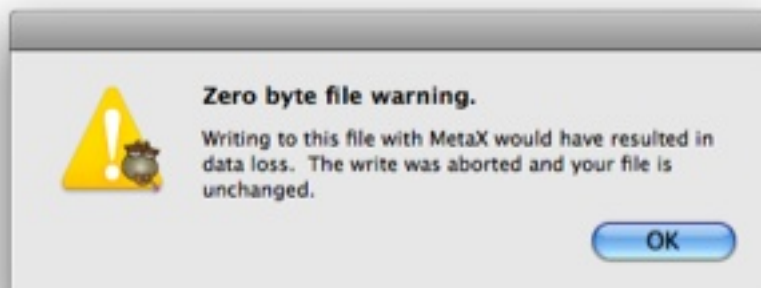 Zero byte file warning.
Writing to this file with MetaX would have resulted in
data loss.  The write was aborted and your file is
unchanged.
OK